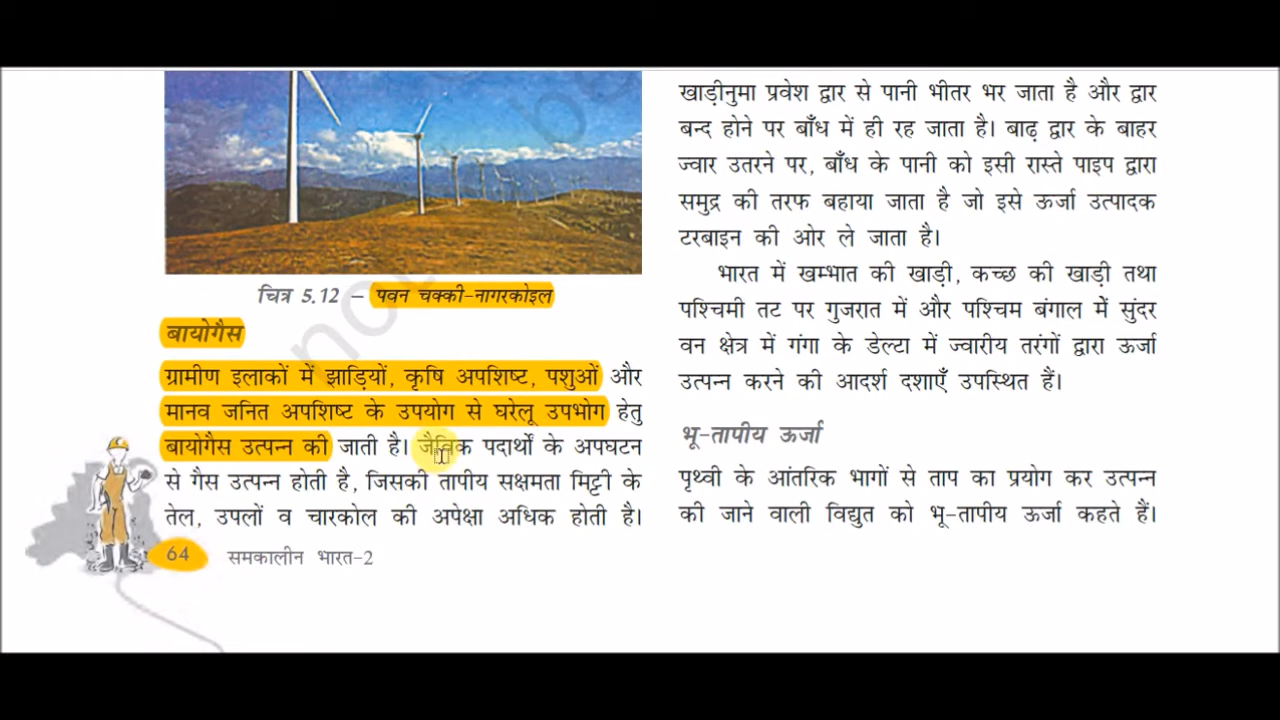 चित्र 5.12 – पवन चक्की-नागरकोइल
बायोगैस
ग्रामीण इलाकों में झाड़ियों, कृषि अपशिष्ट, पशुओं और
मानव जनित अपशिष्ट के उपयोग से घरेलू उपभोग हेतु
बायोगैस उत्पन्न की जाती है। जैविक पदार्थों के अपघटन
से गैस उत्पन्न होती है, जिसकी तापीय सक्षमता मिट्टी के
तेल, उपलों व चारकोल की अपेक्षा अधिक होती है।
64 समकालीन भारत-2
खाड़ीनुमा प्रवेश द्वार से पानी भीतर भर जाता है और द्वार
बन्द होने पर बाँध में ही रह जाता है। बाढ़ द्वार के बाहर
ज्वार उतरने पर, बाँध के पानी को इसी रास्ते पाइप द्वारा
समुद्र की तरफ बहाया जाता है जो इसे ऊर्जा उत्पादक
टरबाइन की ओर ले जाता है।
भारत में खम्भात की खाड़ी, कच्छ की खाड़ी तथा
पश्चिमी तट पर गुजरात में और पश्चिम बंगाल में सुंदर
वन क्षेत्र में गंगा के डेल्टा में ज्वारीय तरंगों द्वारा ऊर्जा
उत्पन्न करने की आदर्श दशाएँ उपस्थित हैं।
भू-तापीय ऊर्जा
पृथ्वी के आंतरिक भागों से ताप का प्रयोग कर उत्पन्न
की जाने वाली विद्युत को भू-तापीय ऊर्जा कहते हैं।
not
be